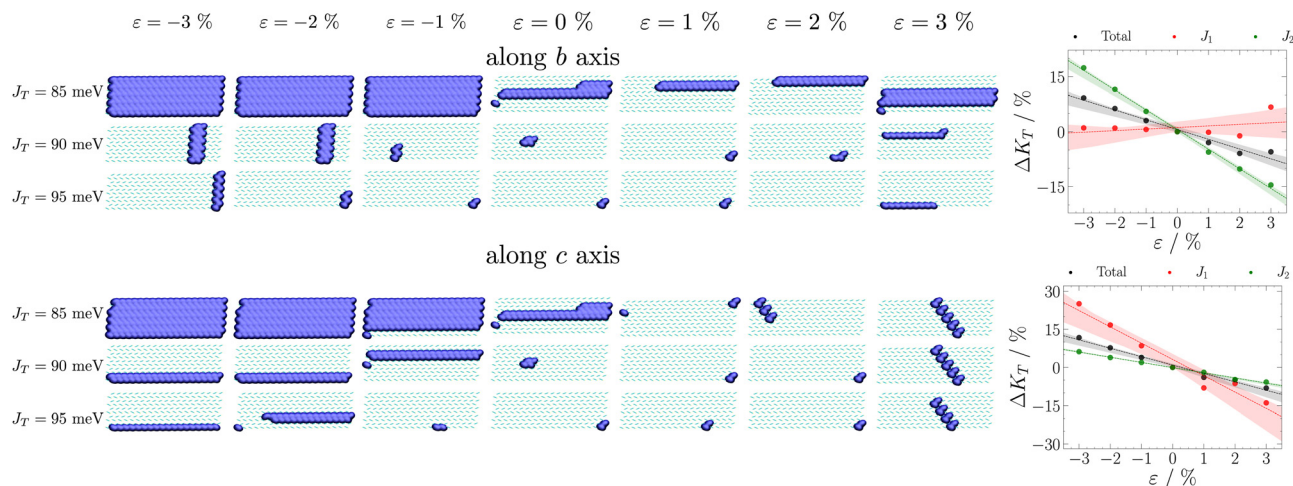 ε = −3 % ε = −2 % ε = −1 % ε = 0 % ε = 1 % ε = 2 % ε = 3 %
along b axis
J_T = 85 meV
J_T = 90 meV
J_T = 95 meV
along c axis
J_T = 85 meV
J_T = 90 meV
J_T = 95 meV
Total J_1 J_2
15
0
−15
ΔK_T / %
−3 −2 −1 0 1 2 3
ε / %
Total J_1 J_2
30
15
0
−15
−30
ΔK_T / %
−3 −2 −1 0 1 2 3
ε / %